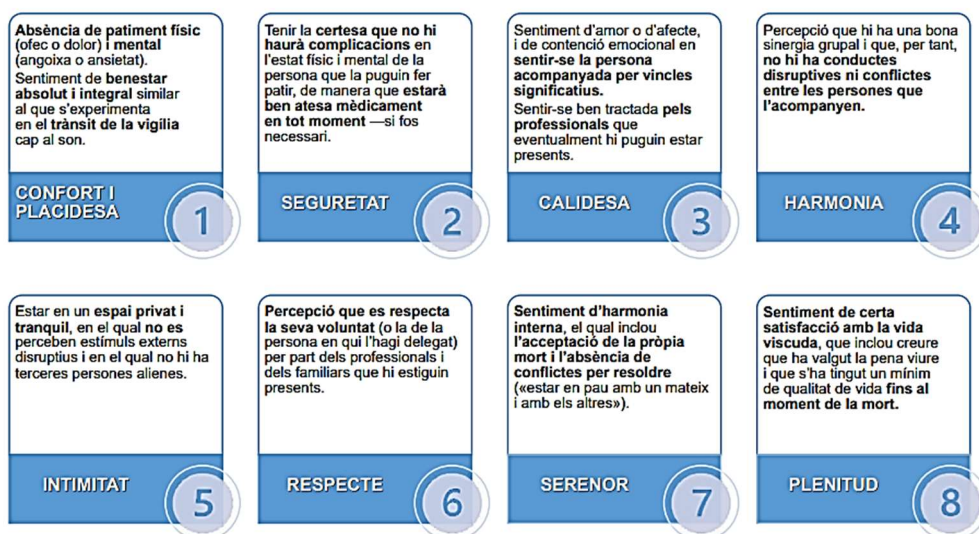 Absència de patiment físic
(ofec o dolor) i mental
(angoixa o ansietat).
Sentiment de benestar
absolut i integral similar
al que s'experimenta
en el trànsit de la vigília
cap al son.
CONFORT I
PLACIDESA
1
Tenir la certesa que no hi
haurà complicacions en
l'estat físic i mental de la
persona que la puguin fer
patir, de manera que estarà
ben atesa mèdicament
en tot moment —si fos
necessari.
SEGURETAT
2
Sentiment d'amor o d'afecte,
i de contenció emocional en
sentir-se la persona
acompanyada per vincles
significatius.
Sentir-se ben tractada pels
professionals que
eventualment hi puguin estar
presents.
CALIDESA
3
Percepció que hi ha una bona
sinergia grupal i que, per tant,
no hi ha conductes
disruptives ni conflictes
entre les persones que
l'acompanyen.
HARMONIA
4
Estar en un espai privat i
tranquil, en el qual no es
perceben estímuls externs
disruptius i en el qual no hi ha
terceres persones alienes.
INTIMITAT
5
Percepció que es respecta
la seva voluntat (o la de la
persona en qui l'hagi delegat)
per part dels professionals i
dels familiars que hi estiguin
presents.
RESPECTE
6
Sentiment d'harmonia
interna, el qual inclou
l'acceptació de la pròpia
mort i l'absència de
conflictes per resoldre
(«estar en pau amb un mateix
i amb els altres»).
SERENOR
7
Sentiment de certa
satisfacció amb la vida
viscuda, que inclou creure
que ha valgut la pena viure
i que s'ha tingut un mínim
de qualitat de vida fins al
moment de la mort.
PLENITUD
8